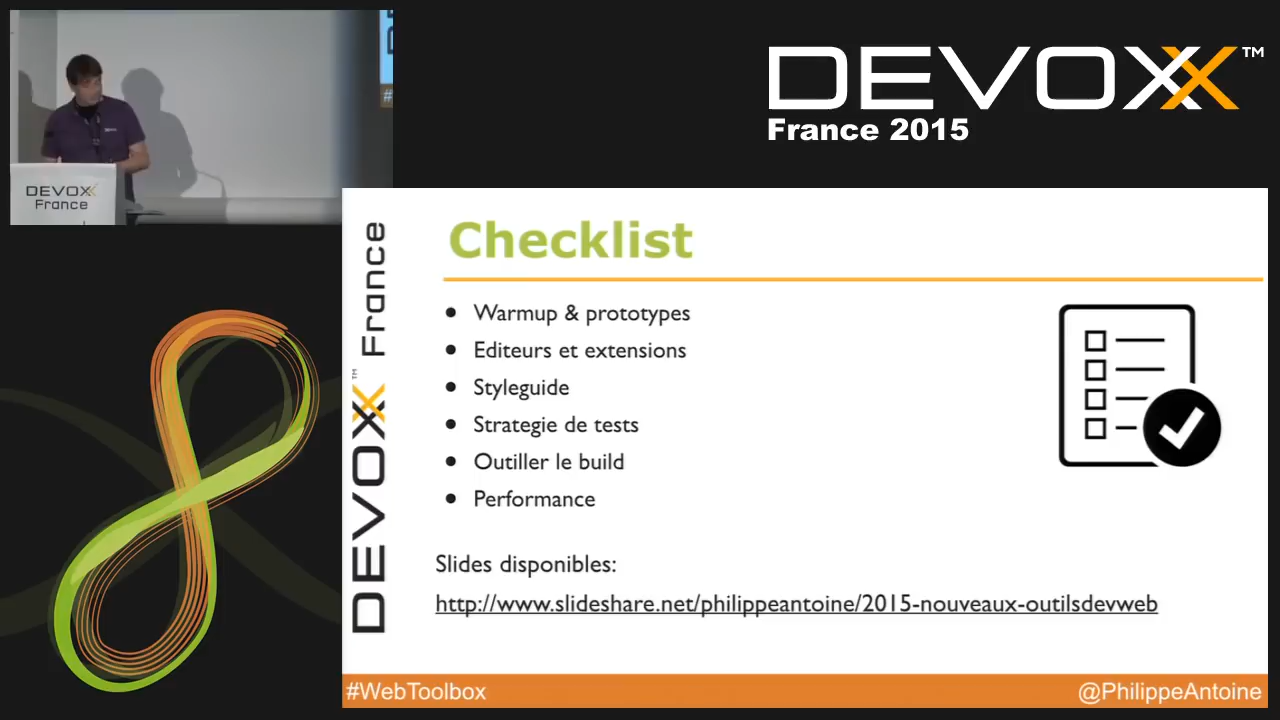 DEVOXX™
France 2015
DEVOXX
France
DEVOXX™ France
Checklist
Warmup & prototypes
Editeurs et extensions
Styleguide
Strategie de tests
Outiller le build
Performance
Slides disponibles:
http://www.slideshare.net/philippeantoine/2015-nouveaux-outilsdevweb
#WebToolbox
@PhilippeAntoine